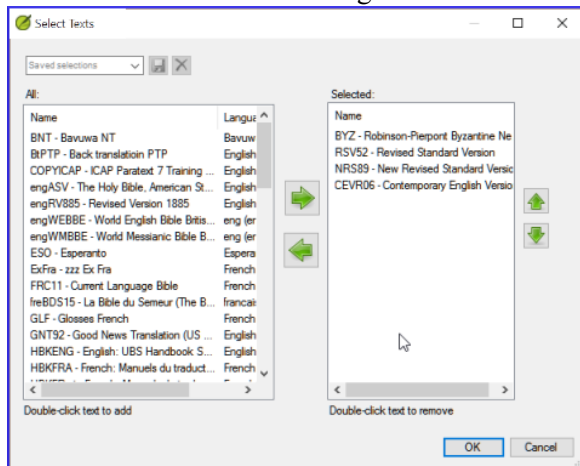 Select Texts
Saved selections
All:
Name Langua
BNT - Bavuwa NT Bavuw
BtPTP - Back translatioin PTP English
COPYICAP - ICAP Paratext 7 Training ... English
engASV - The Holy Bible, American St... English
engRV885 - Revised Version 1885 English
engWEBBE - World English Bible Britis... eng (er
engWMBBE - World Messianic Bible B... eng (er
ESO - Esperanto Espera
ExFra - zzz Ex Fra French
FRC11 - Current Language Bible French
freBDS15 - La Bible du Semeur (The B... francai
GLF - Glosses French French
GNT92 - Good News Translation (US ... English
HBKENG - English: UBS Handbook S... English
HBKFRA - French: Manuels du traduct... French
Double-click text to add
Selected:
Name
BYZ - Robinson-Pierpont Byzantine Ne
RSV52 - Revised Standard Version
NRS89 - New Revised Standard Versic
CEVR06 - Contemporary English Versio
Double-click text to remove
OK Cancel